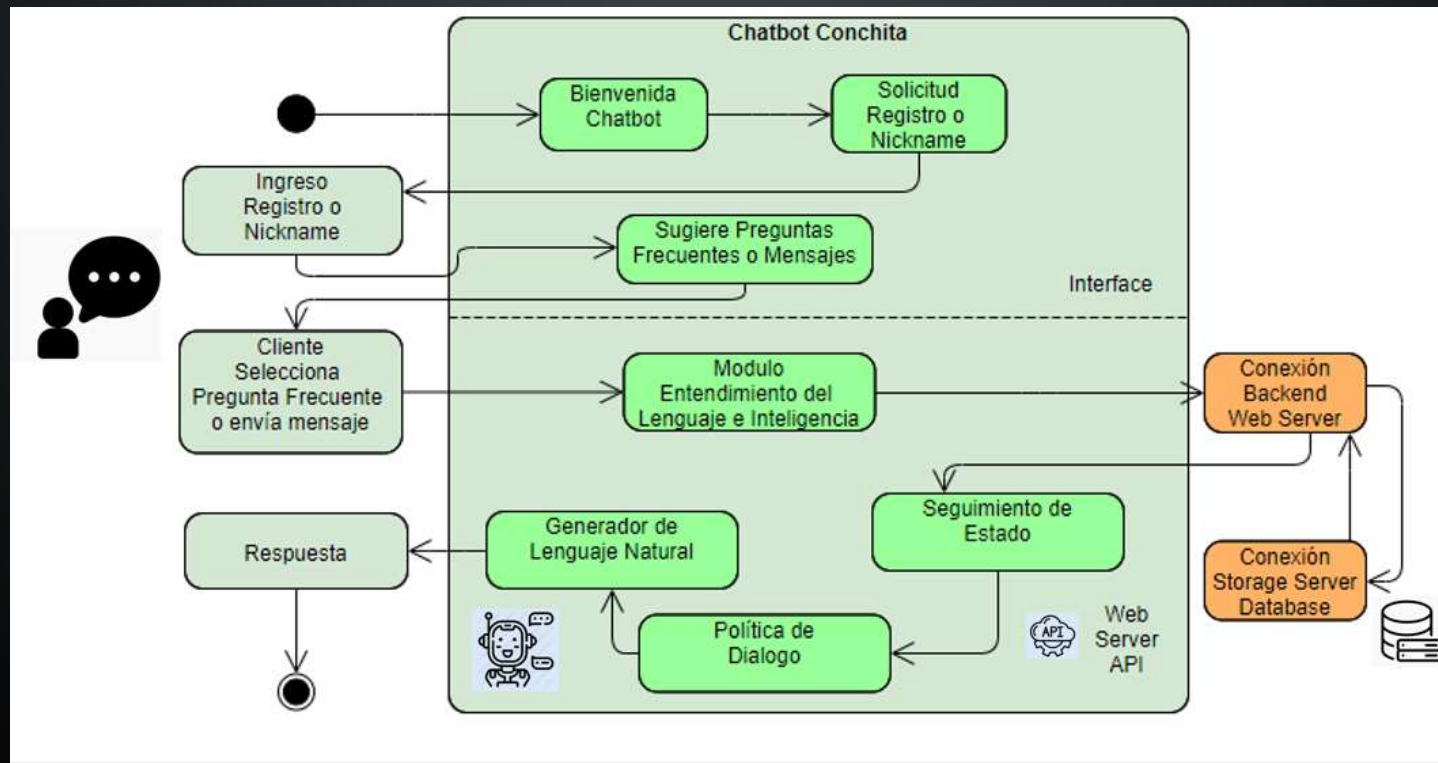 Chatbot Conchita
Bienvenida
Chatbot
Solicitud
Registro o
Nickname
Ingreso
Registro o
Nickname
Sugiere Preguntas
Frecuentes o Mensajes
Interface
Cliente
Selecciona
Pregunta Frecuente
o envía mensaje
Modulo
Entendimiento del
Lenguaje e Inteligencia
Conexión
Backend
Web Server
Seguimiento de
Estado
Generador de
Lenguaje Natural
Respuesta
Conexión
Storage Server
Database
Política de
Dialogo
API
Web
Server
API